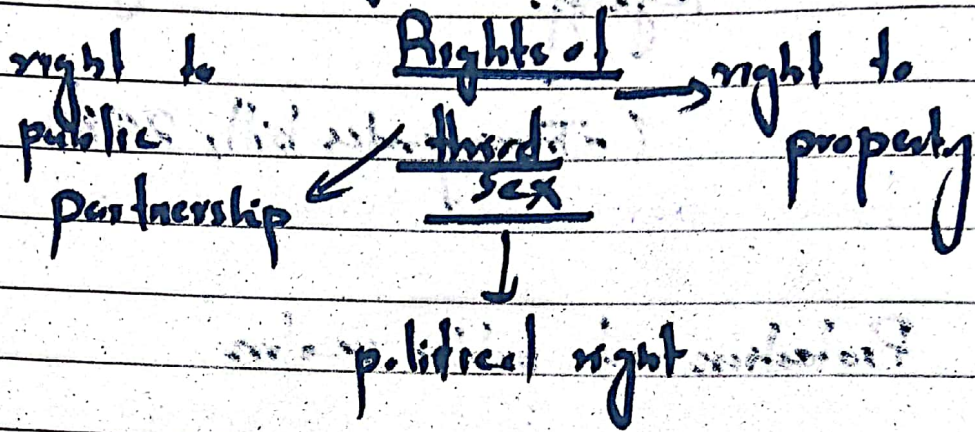 Rights of
third
sex
right to
public
partnership
right to
property
political right